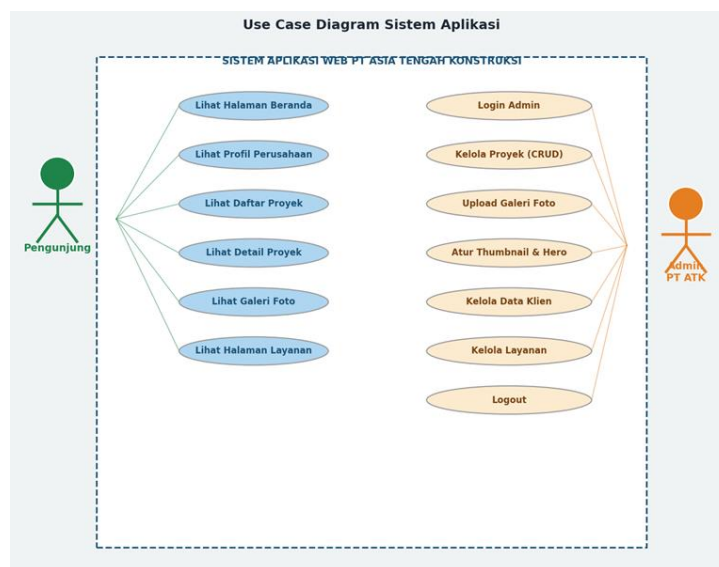 Use Case Diagram Sistem Aplikasi
SISTEM APLIKASI WEB PT ASIA TENGAH KONSTRUKSI
Lihat Halaman Beranda
Lihat Profil Perusahaan
Lihat Daftar Proyek
Lihat Detail Proyek
Lihat Galeri Foto
Lihat Halaman Layanan
Login Admin
Kelola Proyek (CRUD)
Upload Galeri Foto
Atur Thumbnail & Hero
Kelola Data Klien
Kelola Layanan
Logout
Pengunjung
Admin
PT ATK